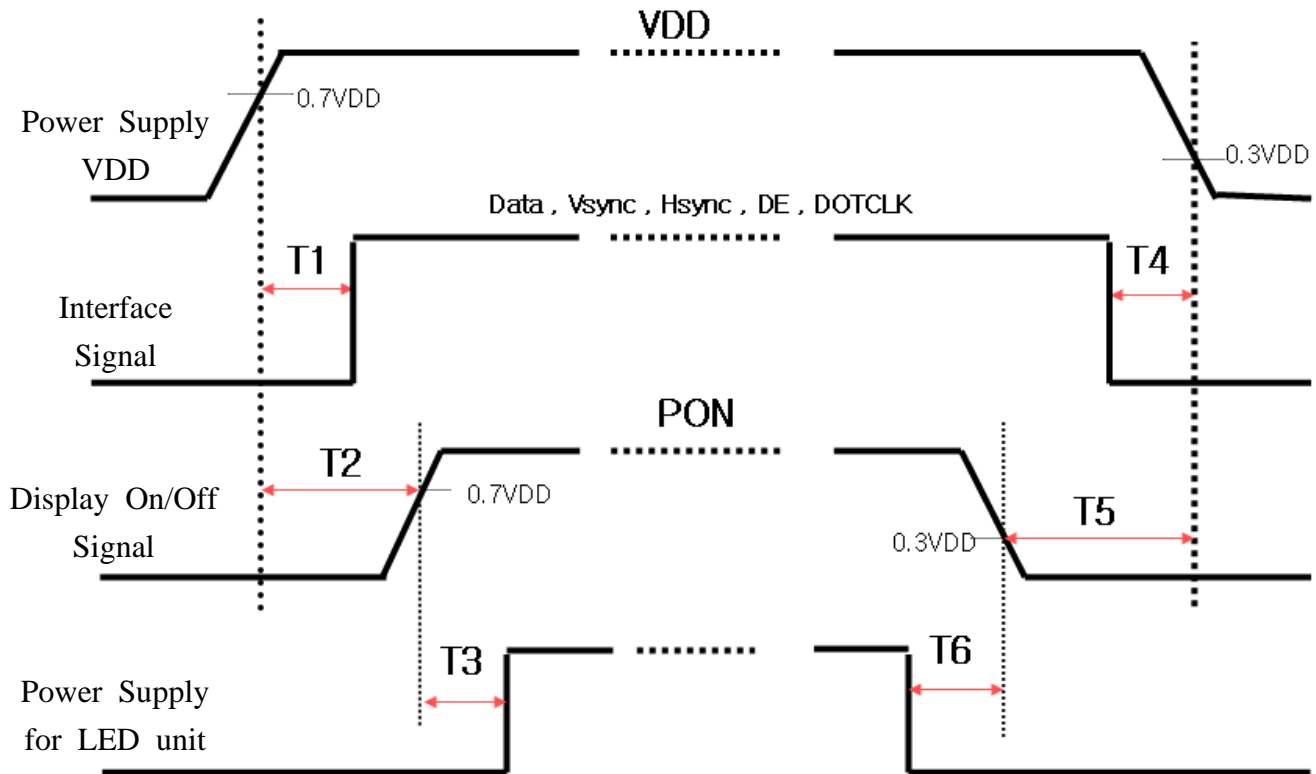 VDD
0.7VDD
Power Supply
VDD
0.3VDD
Data , Vsync , Hsync , DE , DOTCLK
T1
T4
Interface
Signal
PON
T2
0.7VDD
Display On/Off
Signal
0.3VDD
T5
T3
T6
Power Supply
for LED unit